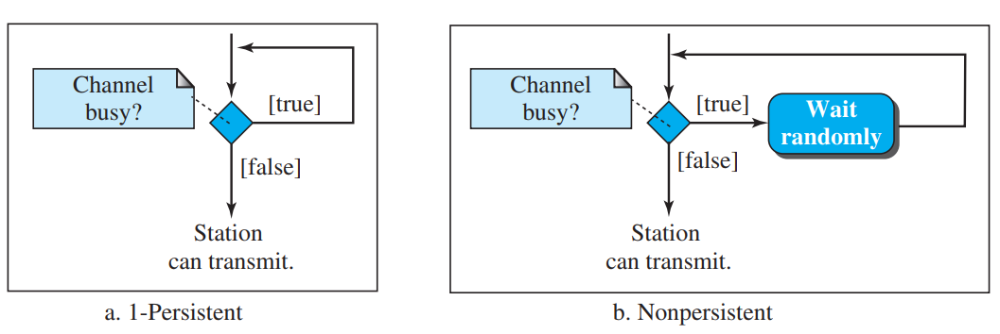 Channel
busy?
[true]
[false]
Station
can transmit.
a. 1-Persistent
Channel
busy?
[true]
Wait
randomly
[false]
Station
can transmit.
b. Nonpersistent